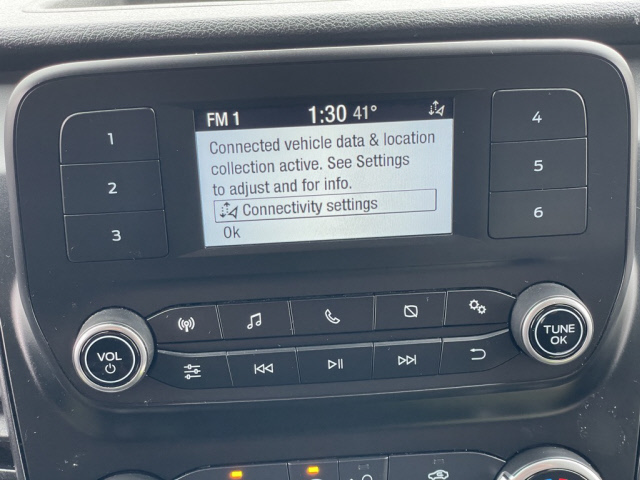 FM 1 1:30 41°
Connected vehicle data & location
collection active. See Settings
to adjust and for info.
Connectivity settings
Ok
1
2
3
4
5
6
VOL
TUNE
OK